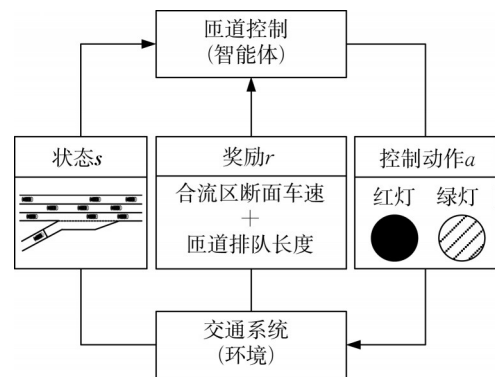 匝道控制
(智能体)
状态s
奖励r
合流区断面车速
+
匝道排队长度
控制动作a
红灯 绿灯
交通系统
(环境)